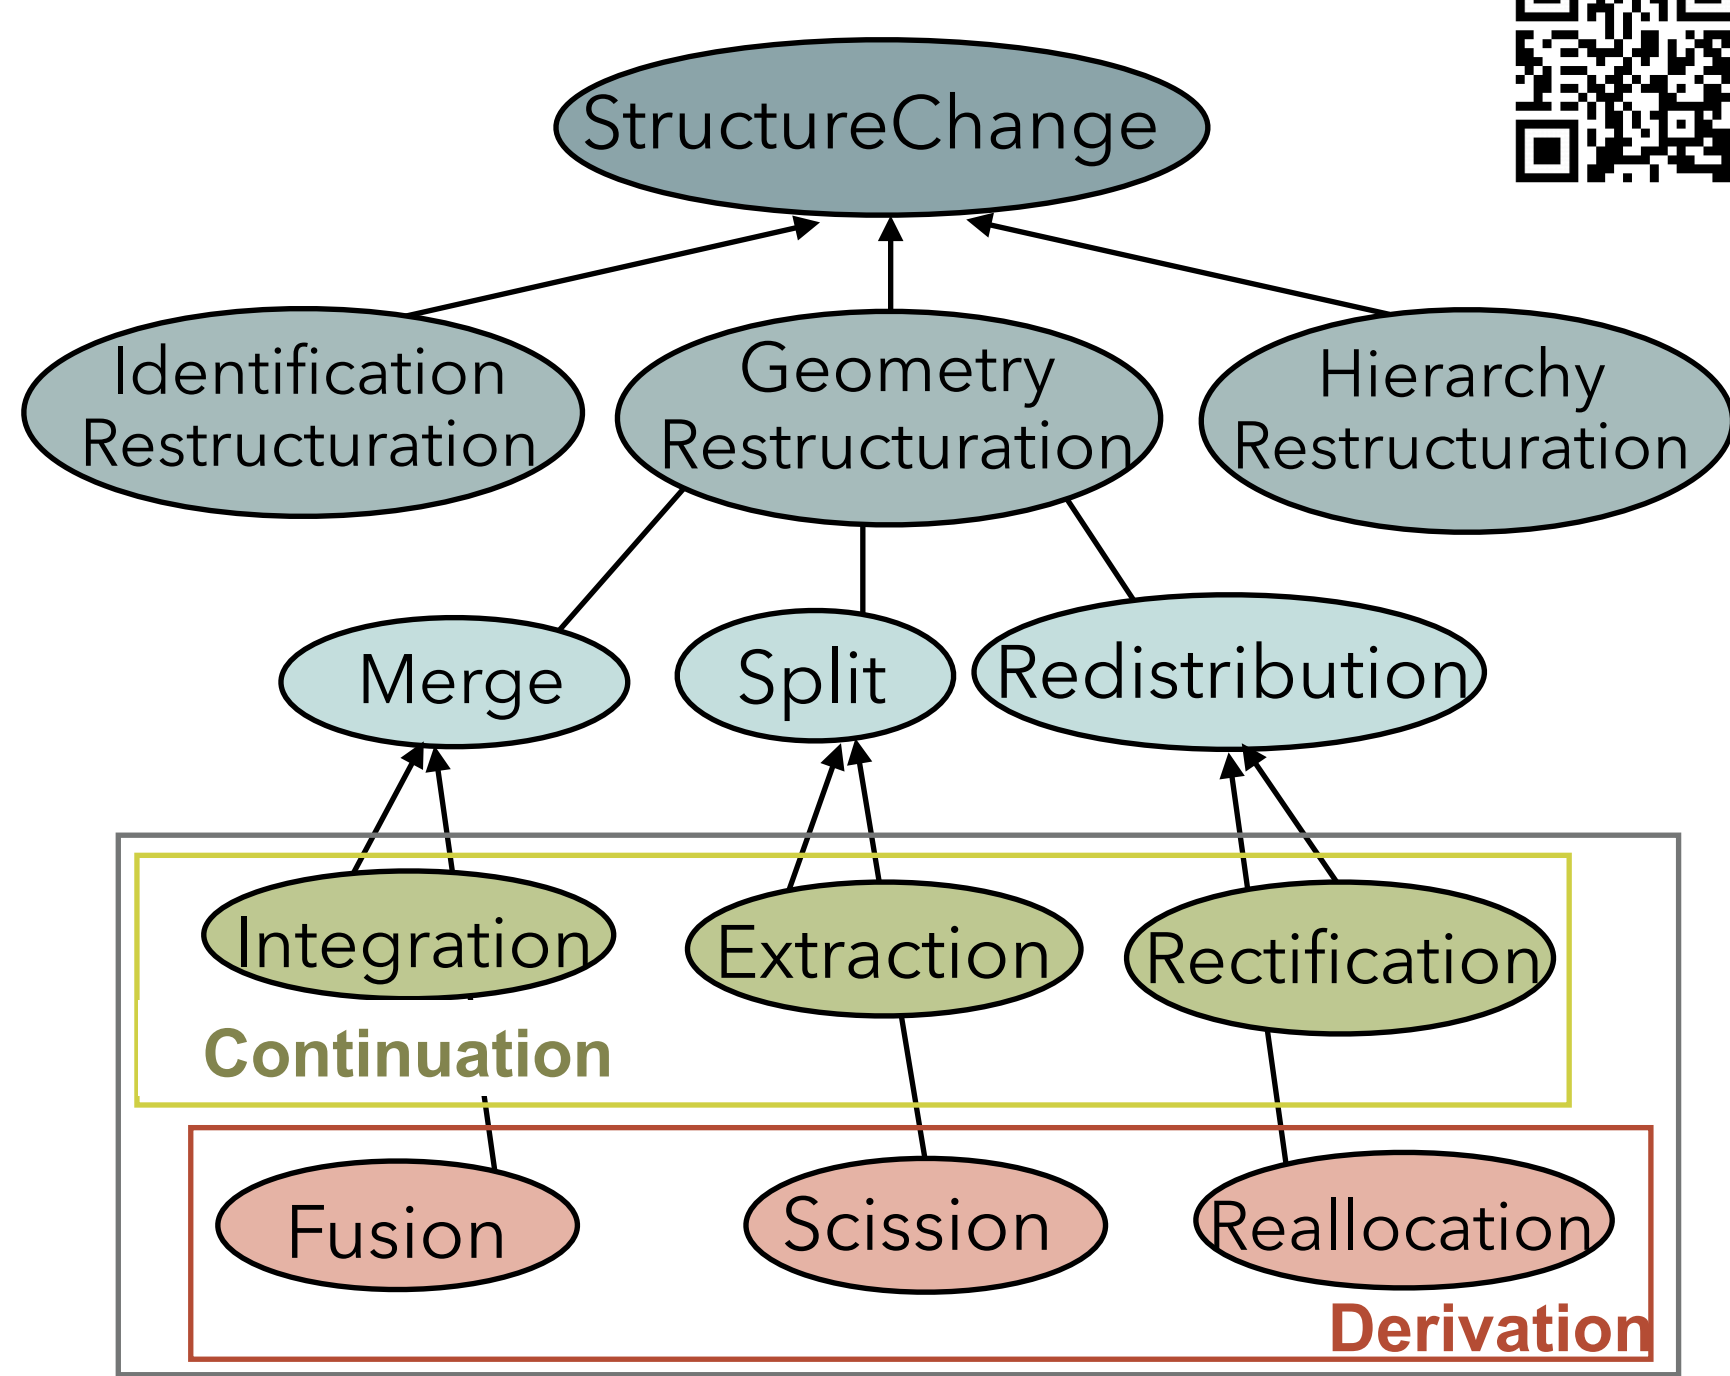 StructureChange
Identification
Restructuration
Geometry
Restructuration
Hierarchy
Restructuration
Merge
Split
Redistribution
Integration
Extraction
Rectification
Continuation
Fusion
Scission
Reallocation
Derivation